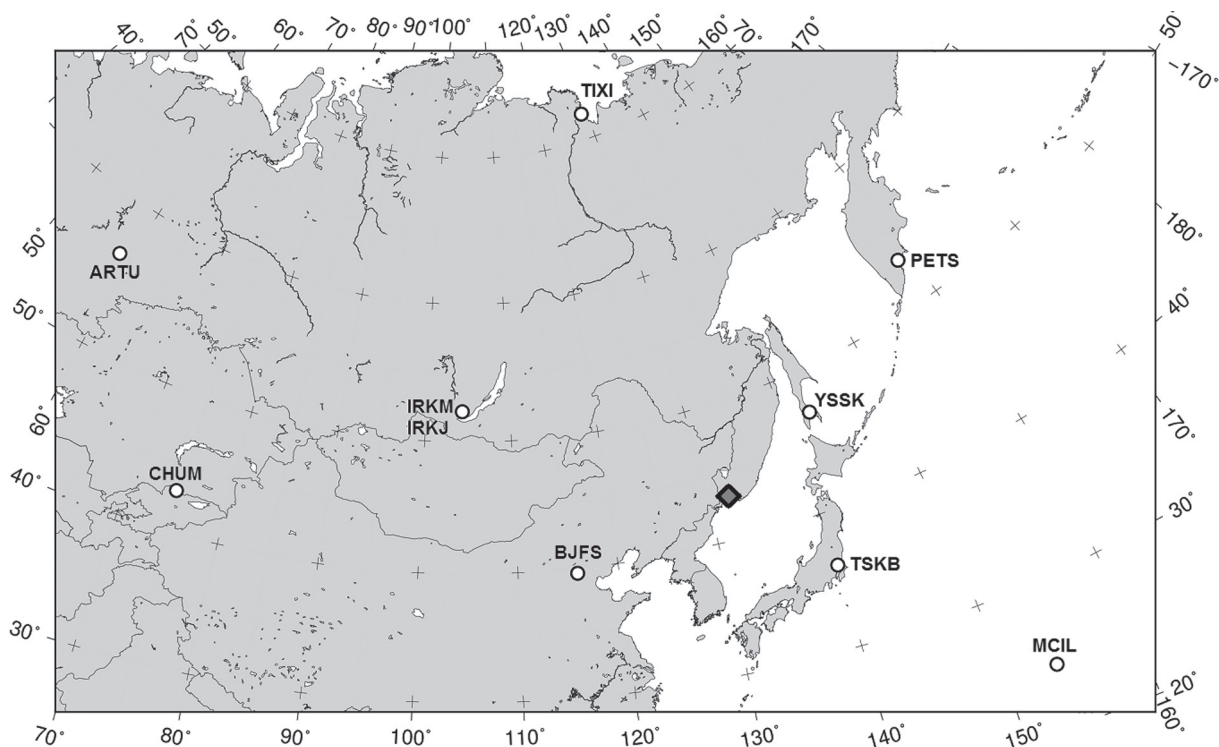 40° 70° 50° 60° 70° 80° 90° 100° 110° 120° 130° 140° 150° 160° 70° 170° 50
−170°
TIXI
50°
180°
ARTU
PETS
50°
40°
YSSK
IRKM
IRKJ
60°
170°
CHUM
40°
30°
BJFS
TSKB
30°
MCIL
20°
160°
70° 80° 90° 100° 110° 120° 130° 140° 150°